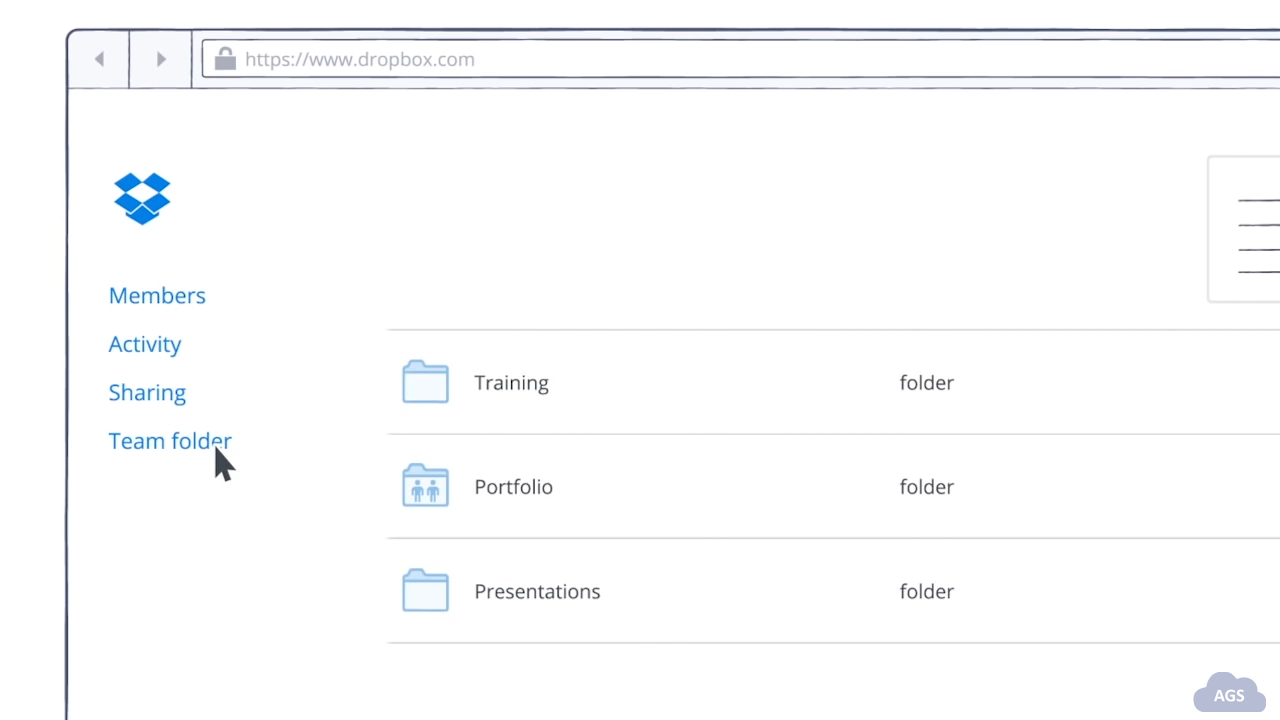 https://www.dropbox.com
Members
Activity
Sharing
Team folder
Training folder
Portfolio folder
Presentations folder
AGS